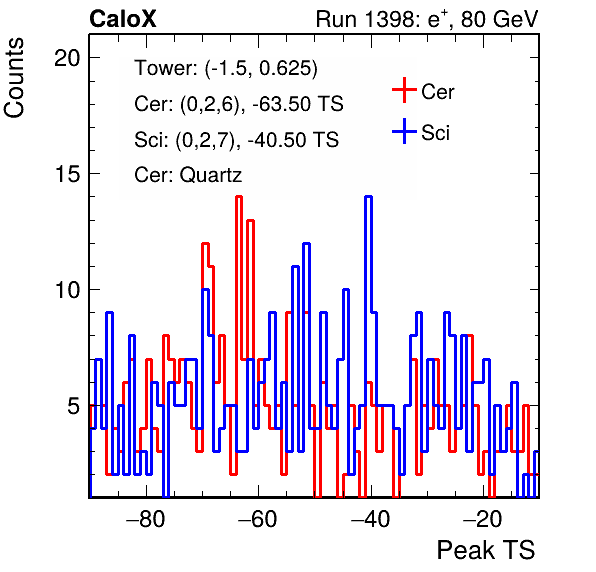 CaloX Run 1398: e⁺, 80 GeV
Counts
20
15
10
5
Tower: (-1.5, 0.625)
Cer: (0,2,6), -63.50 TS
Sci: (0,2,7), -40.50 TS
Cer: Quartz
Cer
Sci
−80 −60 −40 −20
Peak TS